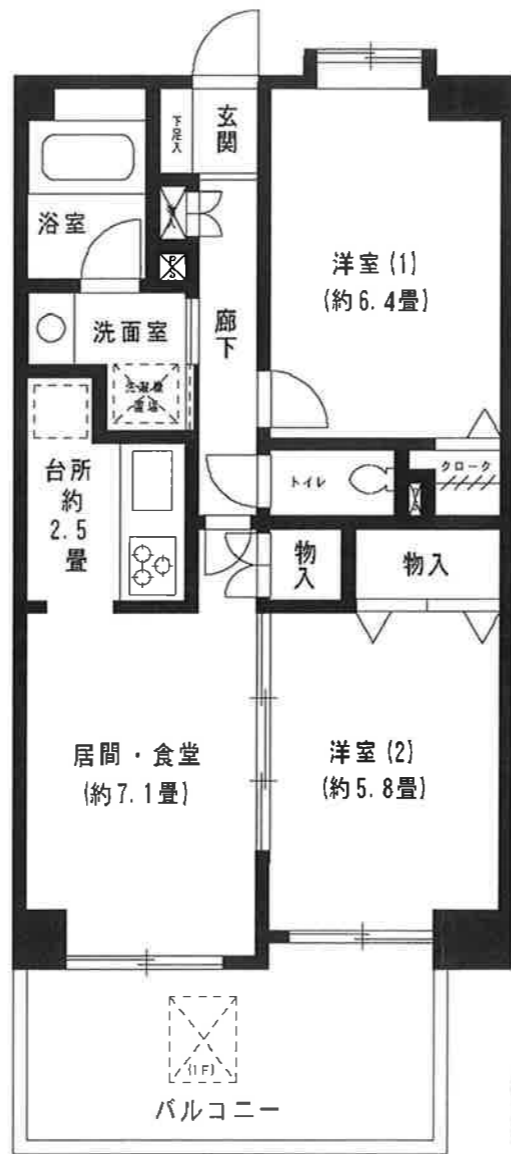 下足入
玄関
浴室
物入
PS
洋室(1)
(約6.4畳)
廊下
洗面室
洗濯機
置場
台所
約
2.5
畳
トイレ
クローク
物入
物入
居間・食堂
(約7.1畳)
洋室(2)
(約5.8畳)
(1F)
バルコニー